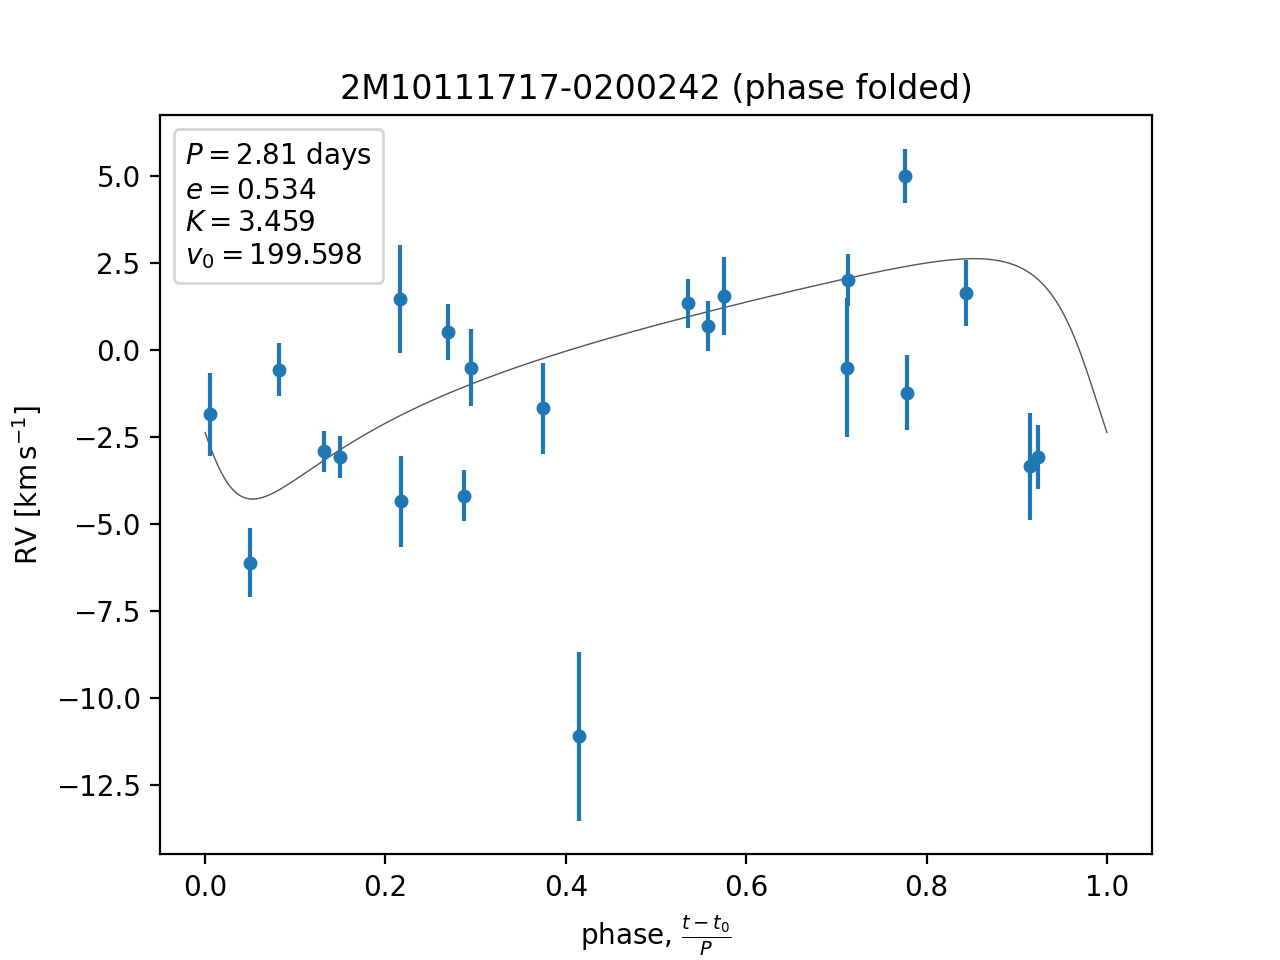 2M10111717-0200242 (phase folded)
P = 2.81 days
e = 0.534
K = 3.459
v₀ = 199.598
5.0
2.5
0.0
−2.5
−5.0
−7.5
−10.0
−12.5
RV [km s⁻¹]
0.0 0.2 0.4 0.6 0.8 1.0
phase, (t − t₀)/P